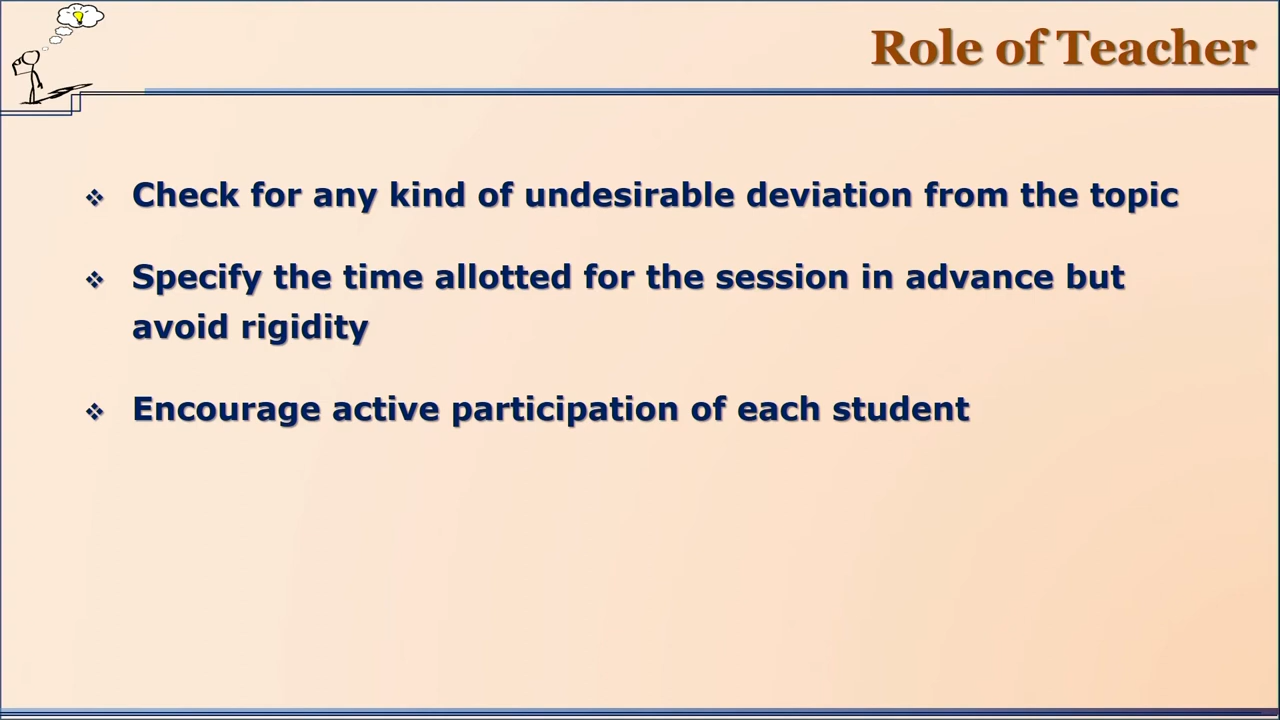 Role of Teacher
❖ Check for any kind of undesirable deviation from the topic
❖ Specify the time allotted for the session in advance but
avoid rigidity
❖ Encourage active participation of each student